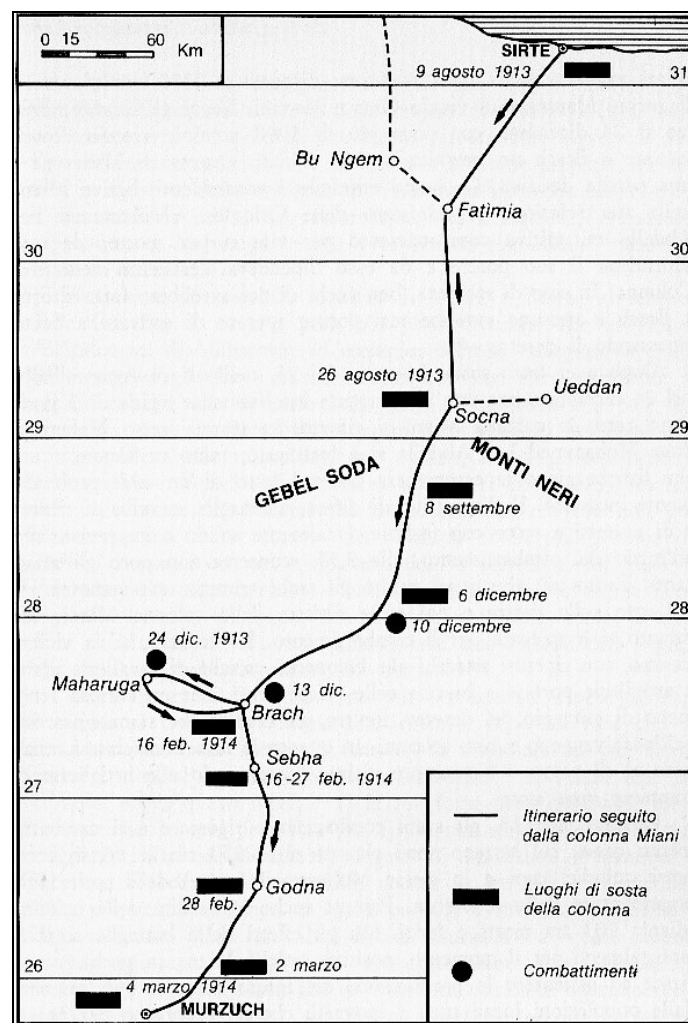 0 15 60
Km
SIRTE
9 agosto 1913
31
Bu Ngem
Fatìmia
30
30
26 agosto 1913
Ueddan
Socna
29
29
GEBÉL SODA
MONTI NERI
8 settembre
6 dicembre
28
28
10 dicembre
24 dic. 1913
Maharuga
13 dic.
Brach
16 feb. 1914
Sebha
16-27 feb. 1914
27
Godna
28 feb.
2 marzo
26
4 marzo 1914
MURZUCH
Itinerario seguito
dalla colonna Miani
Luoghi di sosta
della colonna
Combattimenti